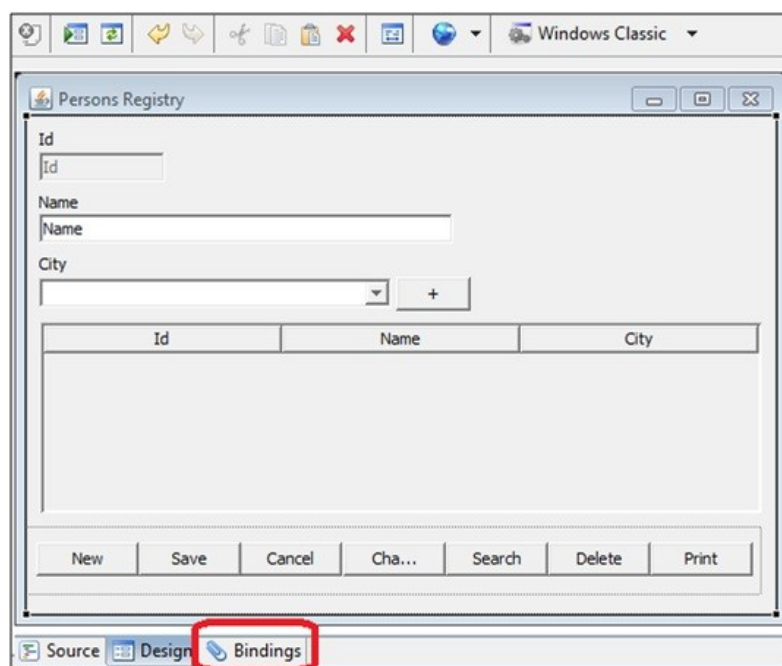 Windows Classic
Persons Registry
Id
Id
Name
Name
City
+
Id Name City
New Save Cancel Cha... Search Delete Print
Source Design Bindings